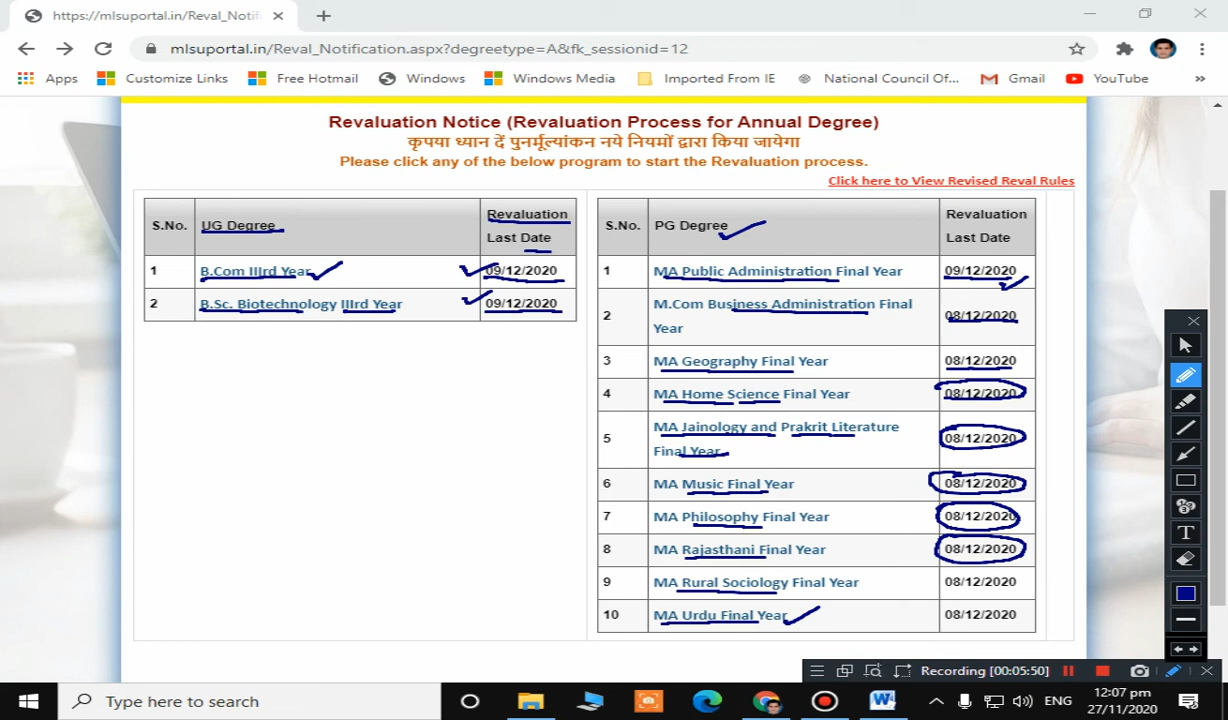 https://mlsuportal.in/Reval_Notifi
mlsuportal.in/Reval_Notification.aspx?degreetype=A&fk_sessionid=12
Apps Customize Links Free Hotmail Windows Windows Media Imported From IE National Council Of... Gmail YouTube
Revaluation Notice (Revaluation Process for Annual Degree)
कृपया ध्यान दें पुनर्मूल्यांकन नये नियमों द्वारा किया जायेगा
Please click any of the below program to start the Revaluation process.
Click here to View Revised Reval Rules
S.No. UG Degree Revaluation Last Date
1 B.Com IIIrd Year 09/12/2020
2 B.Sc. Biotechnology IIIrd Year 09/12/2020
S.No. PG Degree Revaluation Last Date
1 MA Public Administration Final Year 09/12/2020
2 M.Com Business Administration Final Year 08/12/2020
3 MA Geography Final Year 08/12/2020
4 MA Home Science Final Year 08/12/2020
5 MA Jainology and Prakrit Literature Final Year 08/12/2020
6 MA Music Final Year 08/12/2020
7 MA Philosophy Final Year 08/12/2020
8 MA Rajasthani Final Year 08/12/2020
9 MA Rural Sociology Final Year 08/12/2020
10 MA Urdu Final Year 08/12/2020
Recording [00:05:50]
Type here to search
ENG
12:07 pm
27/11/2020